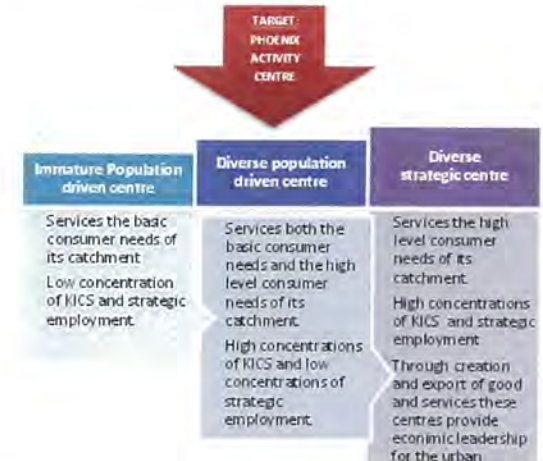 TARGET
PHOENIX
ACTIVITY
CENTRE
Immature Population
driven centre
Services the basic
consumer needs of
its catchment
Low concentration
of KICS and strategic
employment.
Diverse population
driven centre
Services both the
basic consumer
needs and the high
level consumer
needs of its
catchment.
High concentrations
of KICS and low
concentrations of
strategic
employment.
Diverse
strategic centre
Services the high
level consumer
needs of its
catchment.
High concentrations
of KICS and strategic
employment
Through creation
and export of good
and services these
centres provide
econimic leadership
for the urban